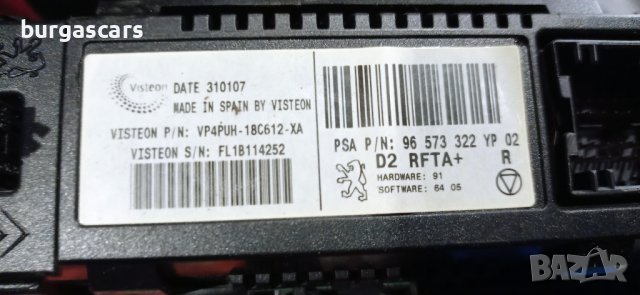 burgascars
Visteon
DATE 310107
MADE IN SPAIN BY VISTEON
VISTEON P/N: VP4PUH-18C612-XA
VISTEON S/N: FL1B114252
PSA P/N: 96 573 322 YP 02
D2 RFTA+ R
HARDWARE: 91
SOFTWARE: 64 05
BAZAR